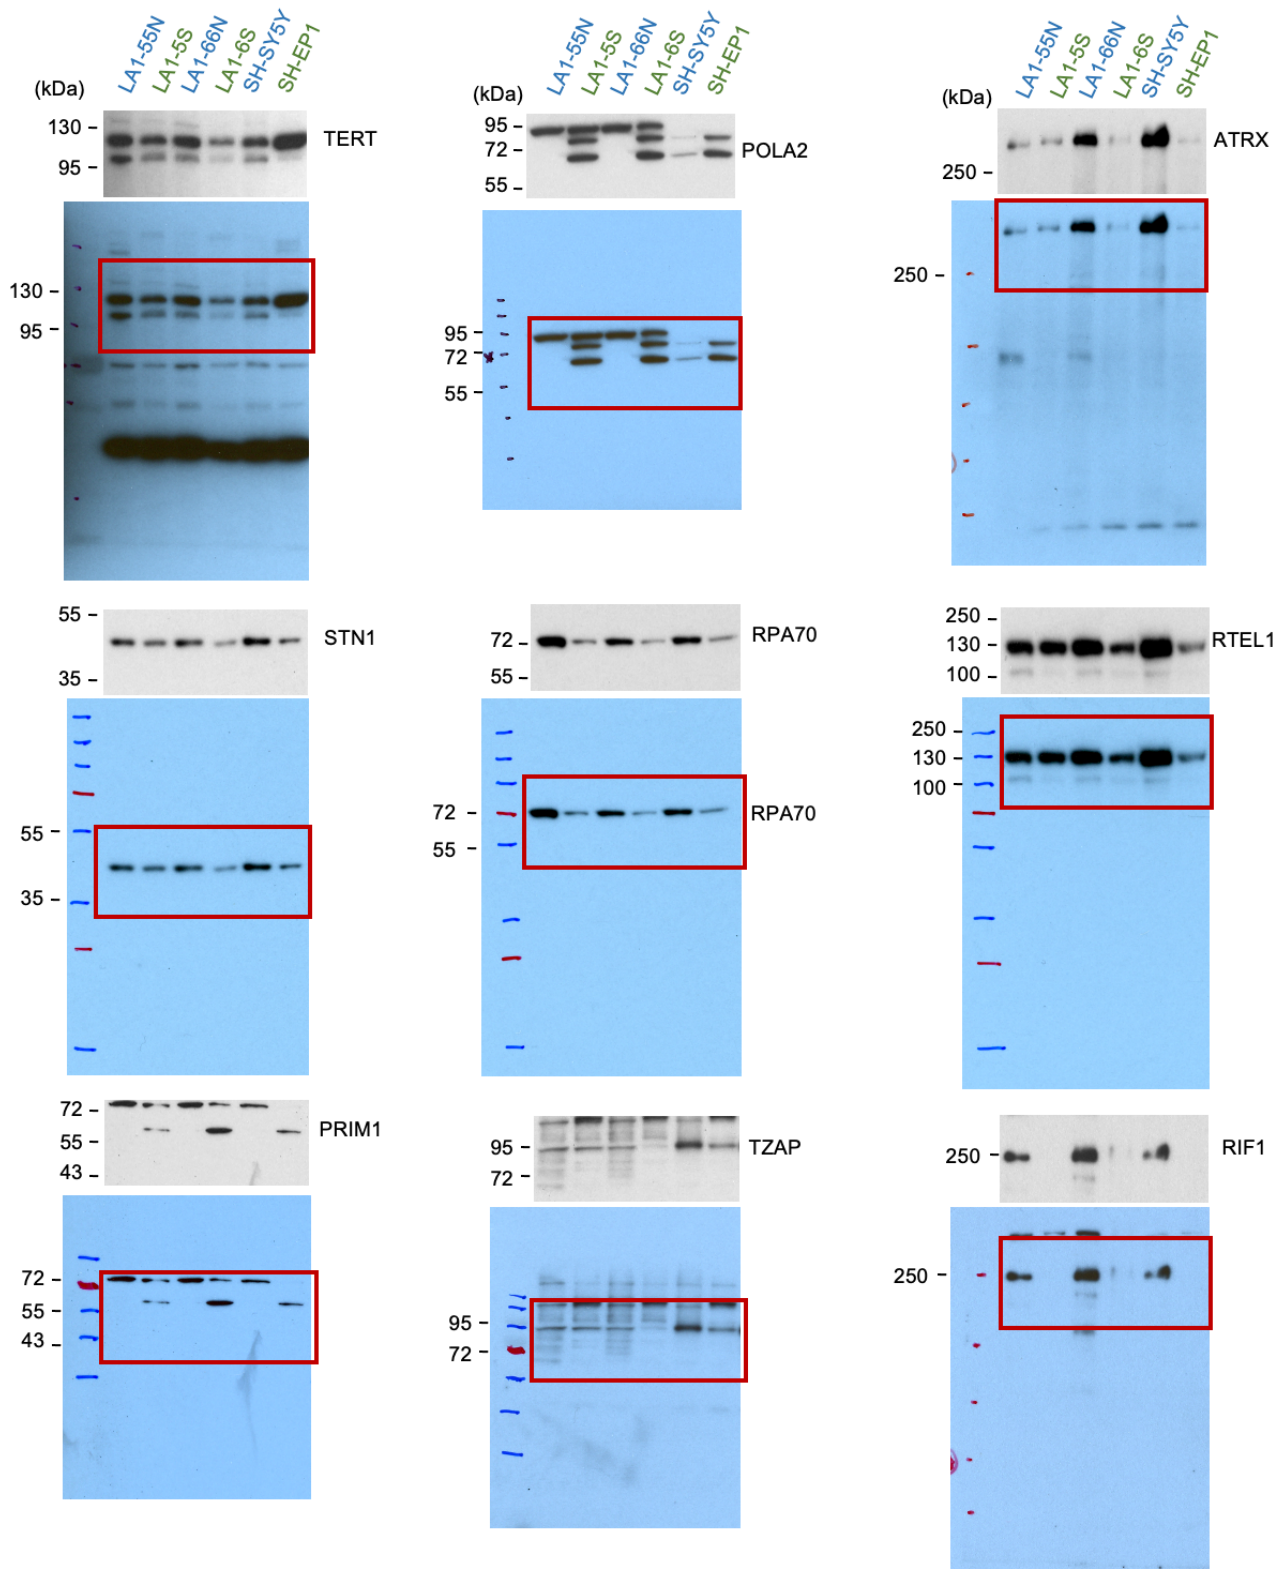 LA1-55N LA1-5S LA1-66N LA1-6S SH-SY5Y SH-EP1
(kDa)
130
TERT
95
130
95
LA1-55N LA1-5S LA1-66N LA1-6S SH-SY5Y SH-EP1
(kDa)
95
72
POLA2
55
95
72
55
LA1-55N LA1-5S LA1-66N LA1-6S SH-SY5Y SH-EP1
(kDa)
ATRX
250
250
55
STN1
35
55
35
72
RPA70
55
72
RPA70
55
250
130
RTEL1
100
250
130
100
72
PRIM1
55
43
72
55
43
95
TZAP
72
95
72
250
RIF1
250